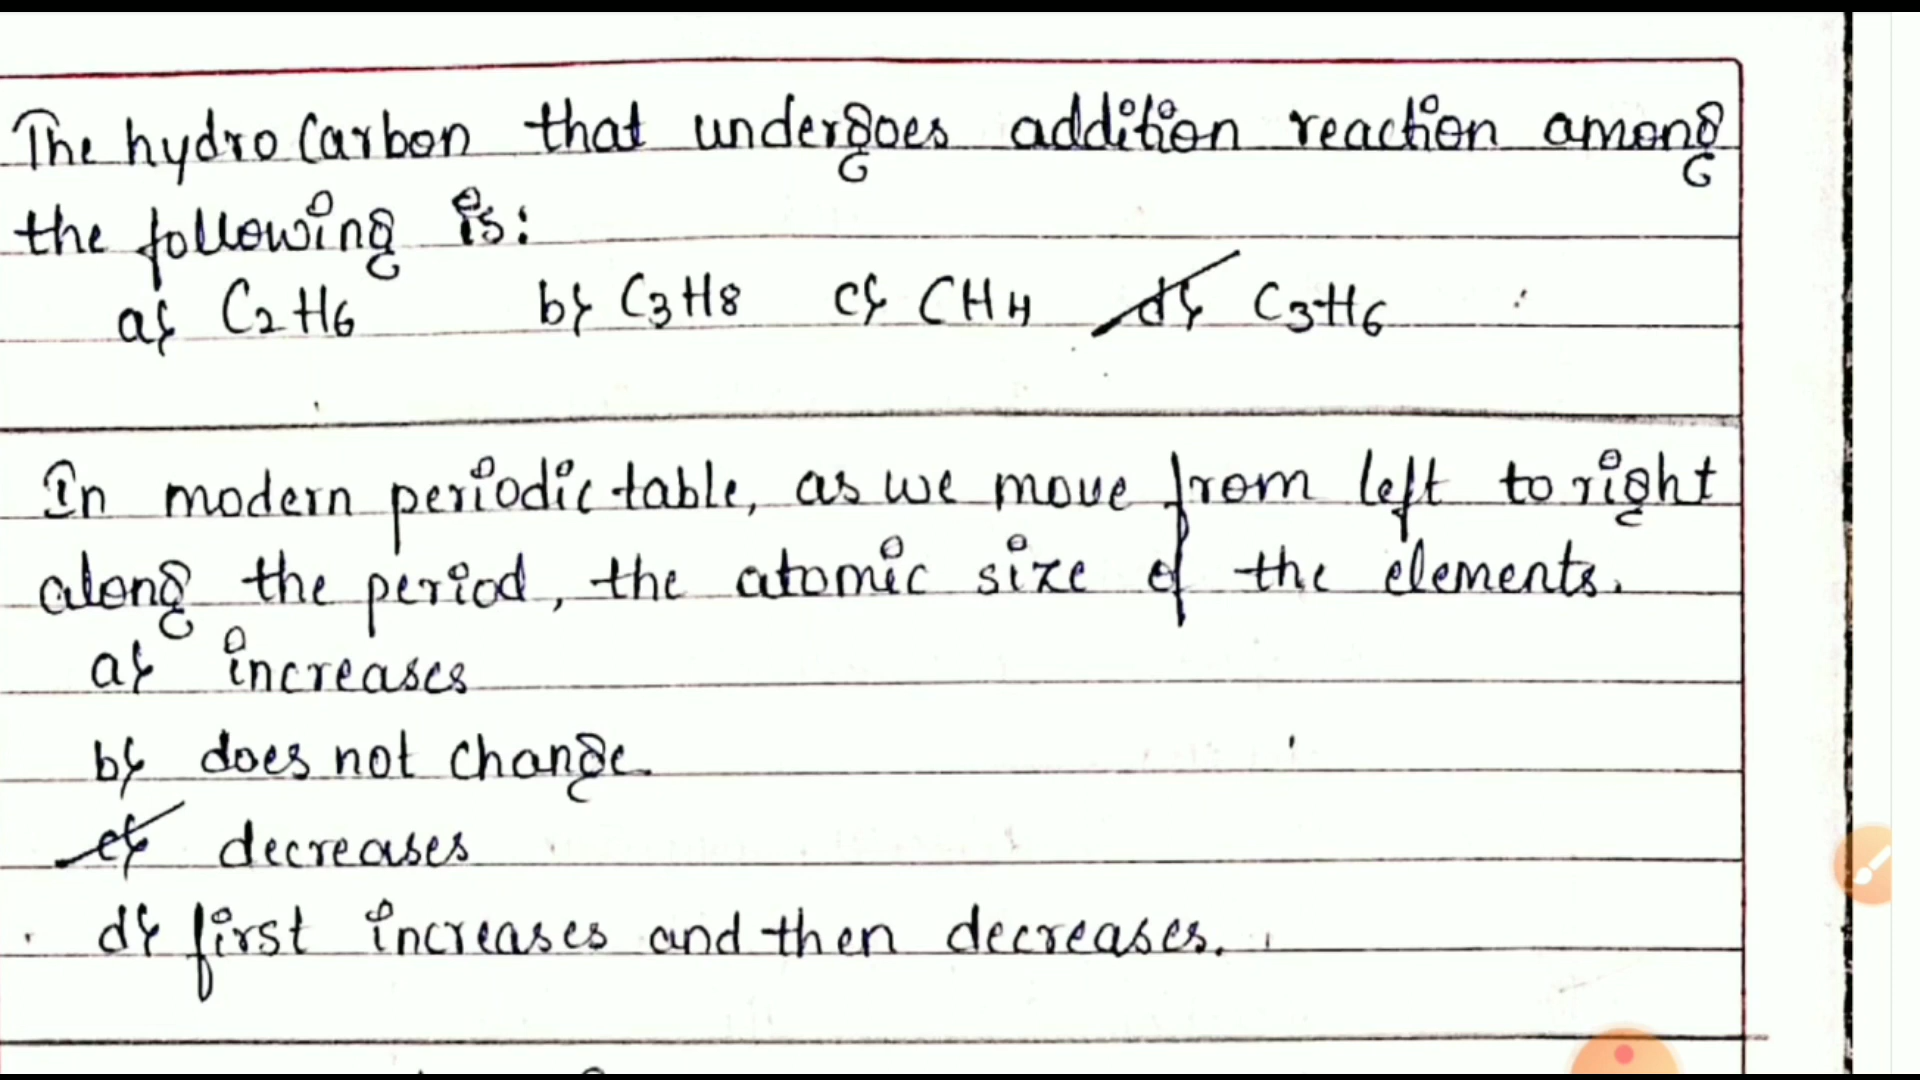 The hydro Carbon that undergoes addition reaction among
the following is:
a} C2H6 b} C3H8 c} CH4 d} C3H6
In modern periodic table, as we move from left to right
along the period, the atomic size of the elements.
a} increases
b} does not change
c} decreases
d} first increases and then decreases.